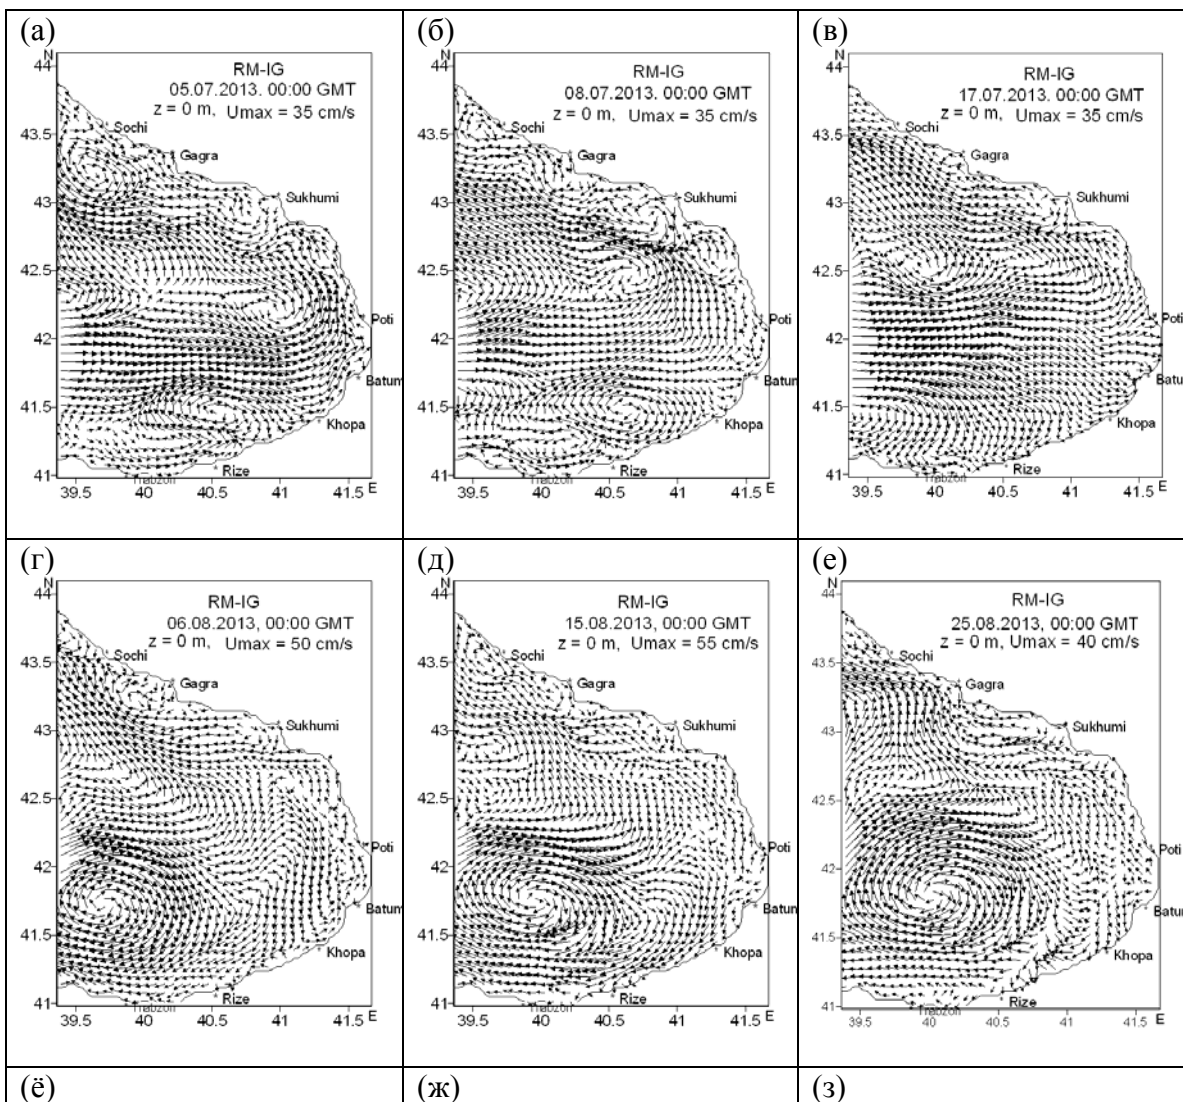 (а)
N
44
RM-IG
05.07.2013. 00:00 GMT
z = 0 m, Umax = 35 cm/s
43.5
Sochi
Gagra
43
Sukhumi
42.5
Poti
42
Batum
41.5
Khopa
41
Rize
Trabzon
39.5 40 40.5 41 41.5 E
(б)
N
44
RM-IG
08.07.2013. 00:00 GMT
z = 0 m, Umax = 35 cm/s
43.5
Sochi
Gagra
43
Sukhumi
42.5
Poti
42
Batum
41.5
Khopa
41
Rize
Trabzon
39.5 40 40.5 41 41.5 E
(в)
N
44
RM-IG
17.07.2013. 00:00 GMT
z = 0 m, Umax = 35 cm/s
43.5
Sochi
Gagra
43
Sukhumi
42.5
Poti
42
Batum
41.5
Khopa
41
Rize
Trabzon
39.5 40 40.5 41 41.5 E
(г)
N
44
RM-IG
06.08.2013, 00:00 GMT
z = 0 m, Umax = 50 cm/s
43.5
Sochi
Gagra
43
Sukhumi
42.5
Poti
42
Batum
41.5
Khopa
41
Rize
Trabzon
39.5 40 40.5 41 41.5 E
(д)
N
44
RM-IG
15.08.2013, 00:00 GMT
z = 0 m, Umax = 55 cm/s
43.5
Sochi
Gagra
43
Sukhumi
42.5
Poti
42
Batum
41.5
Khopa
41
Rize
Trabzon
39.5 40 40.5 41 41.5 E
(е)
N
44
RM-IG
25.08.2013, 00:00 GMT
z = 0 m, Umax = 40 cm/s
43.5
Sochi
Gagra
43
Sukhumi
42.5
Poti
42
Batum
41.5
Khopa
41
Rize
Trabzon
39.5 40 40.5 41 41.5 E
(ё)
(ж)
(з)